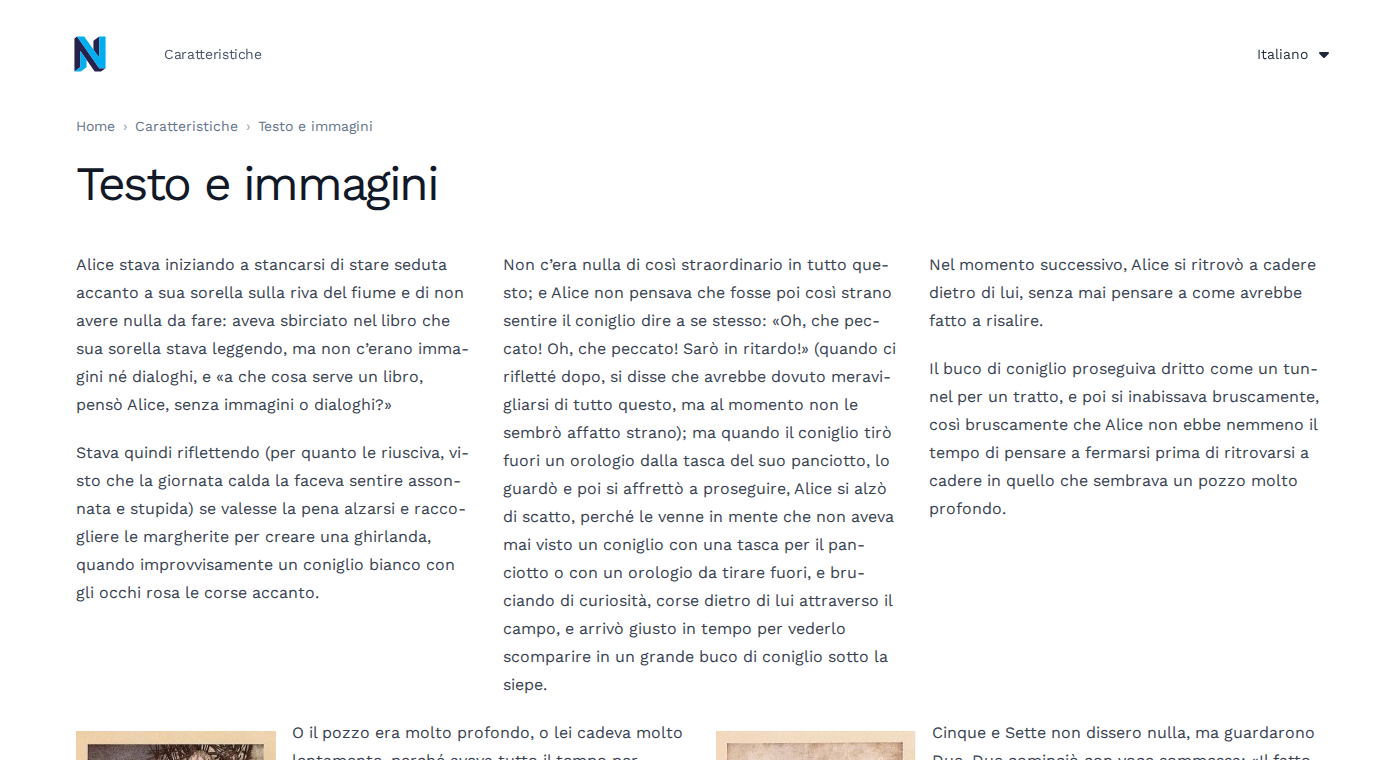 Caratteristiche
Italiano
Home › Caratteristiche › Testo e immagini
Testo e immagini
Alice stava iniziando a stancarsi di stare seduta
accanto a sua sorella sulla riva del fiume e di non
avere nulla da fare: aveva sbirciato nel libro che
sua sorella stava leggendo, ma non c’erano imma-
gini né dialoghi, e «a che cosa serve un libro,
pensò Alice, senza immagini o dialoghi?»
Stava quindi riflettendo (per quanto le riusciva, vi-
sto che la giornata calda la faceva sentire asson-
nata e stupida) se valesse la pena alzarsi e racco-
gliere le margherite per creare una ghirlanda,
quando improvvisamente un coniglio bianco con
gli occhi rosa le corse accanto.
Non c’era nulla di così straordinario in tutto que-
sto; e Alice non pensava che fosse poi così strano
sentire il coniglio dire a se stesso: «Oh, che pec-
cato! Oh, che peccato! Sarò in ritardo!» (quando ci
rifletté dopo, si disse che avrebbe dovuto meravi-
gliarsi di tutto questo, ma al momento non le
sembrò affatto strano); ma quando il coniglio tirò
fuori un orologio dalla tasca del suo panciotto, lo
guardò e poi si affrettò a proseguire, Alice si alzò
di scatto, perché le venne in mente che non aveva
mai visto un coniglio con una tasca per il pan-
ciotto o con un orologio da tirare fuori, e bru-
ciando di curiosità, corse dietro di lui attraverso il
campo, e arrivò giusto in tempo per vederlo
scomparire in un grande buco di coniglio sotto la
siepe.
Nel momento successivo, Alice si ritrovò a cadere
dietro di lui, senza mai pensare a come avrebbe
fatto a risalire.
Il buco di coniglio proseguiva dritto come un tun-
nel per un tratto, e poi si inabissava bruscamente,
così bruscamente che Alice non ebbe nemmeno il
tempo di pensare a fermarsi prima di ritrovarsi a
cadere in quello che sembrava un pozzo molto
profondo.
O il pozzo era molto profondo, o lei cadeva molto
lentamente, perché aveva tutto il tempo per
Cinque e Sette non dissero nulla, ma guardarono
Due. Due cominciò con voce sommessa: «Il fatto